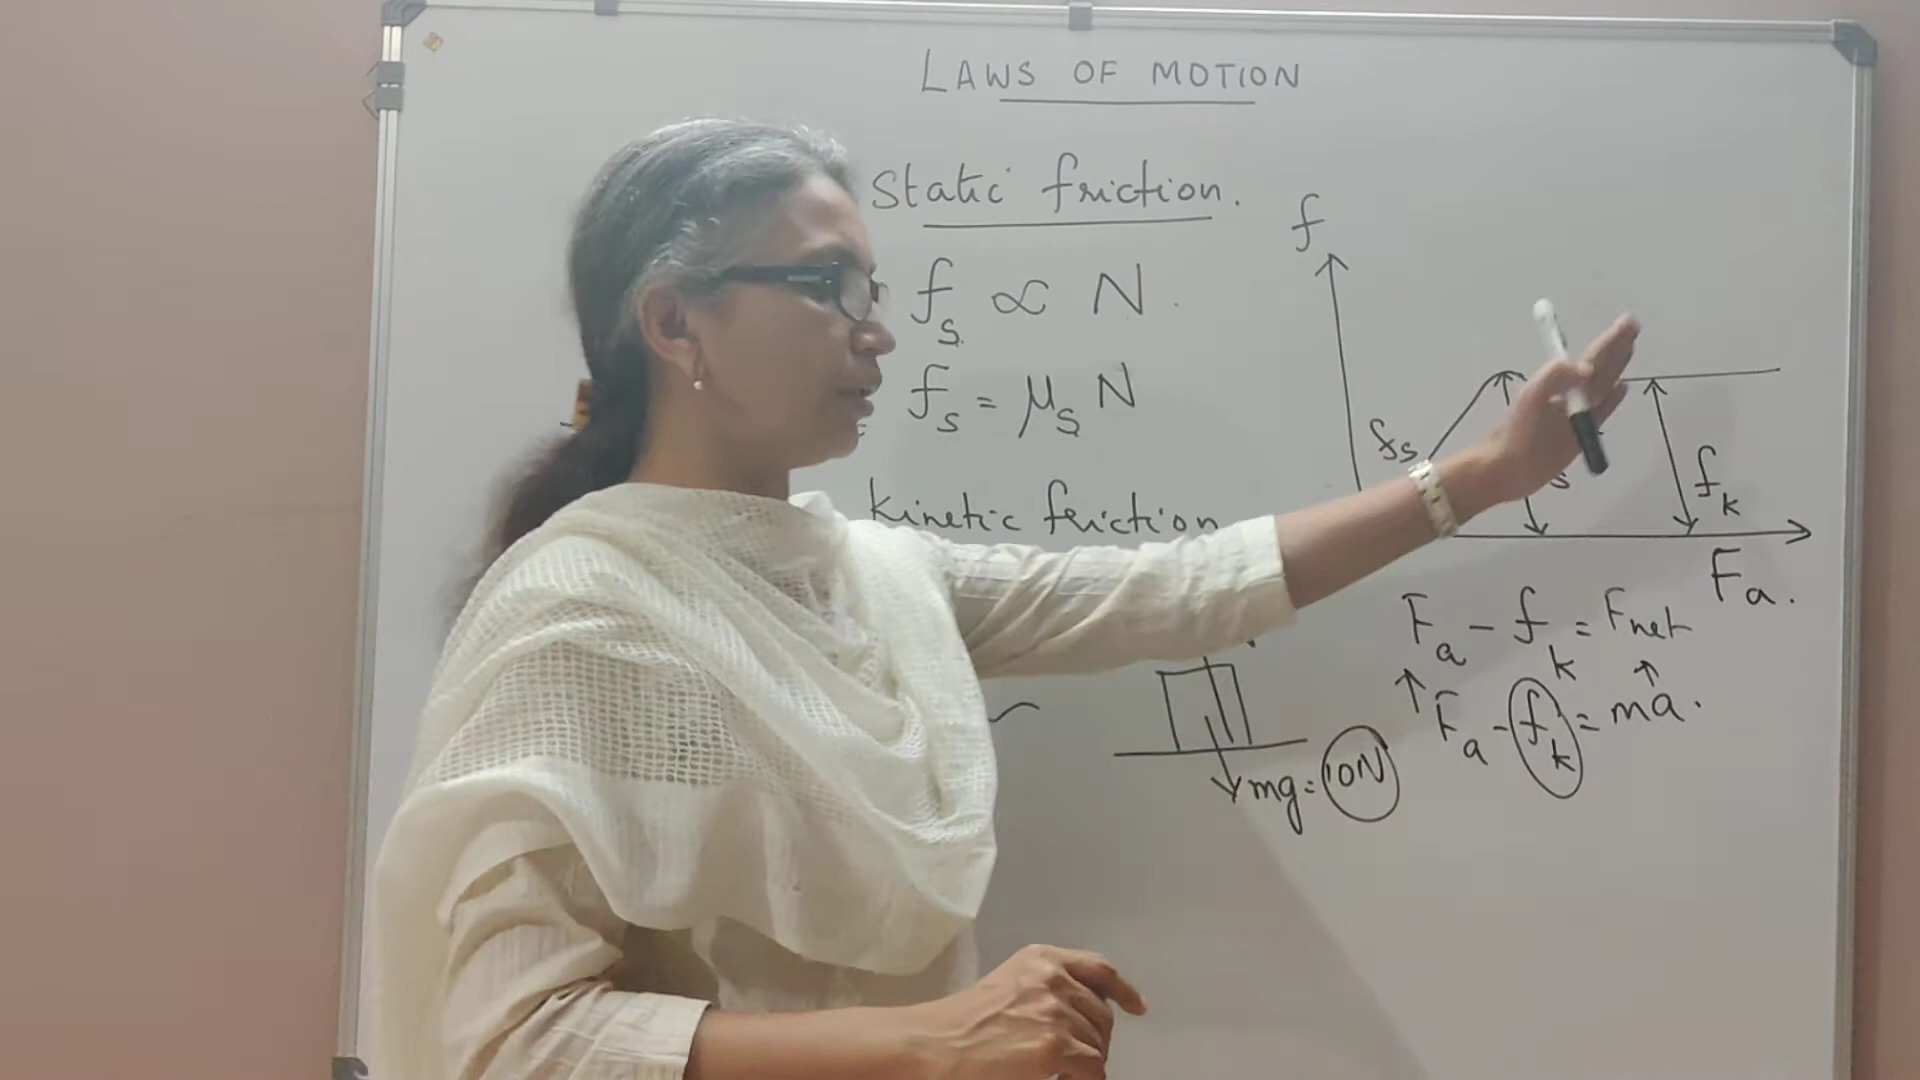 LAWS OF MOTION
Static friction.
fs ∝ N
fs = μs N
Kinetic friction
f
fs
s
fk
Fa.
Fa - fk = Fnet
Fa - fk = ma.
mg = 10N